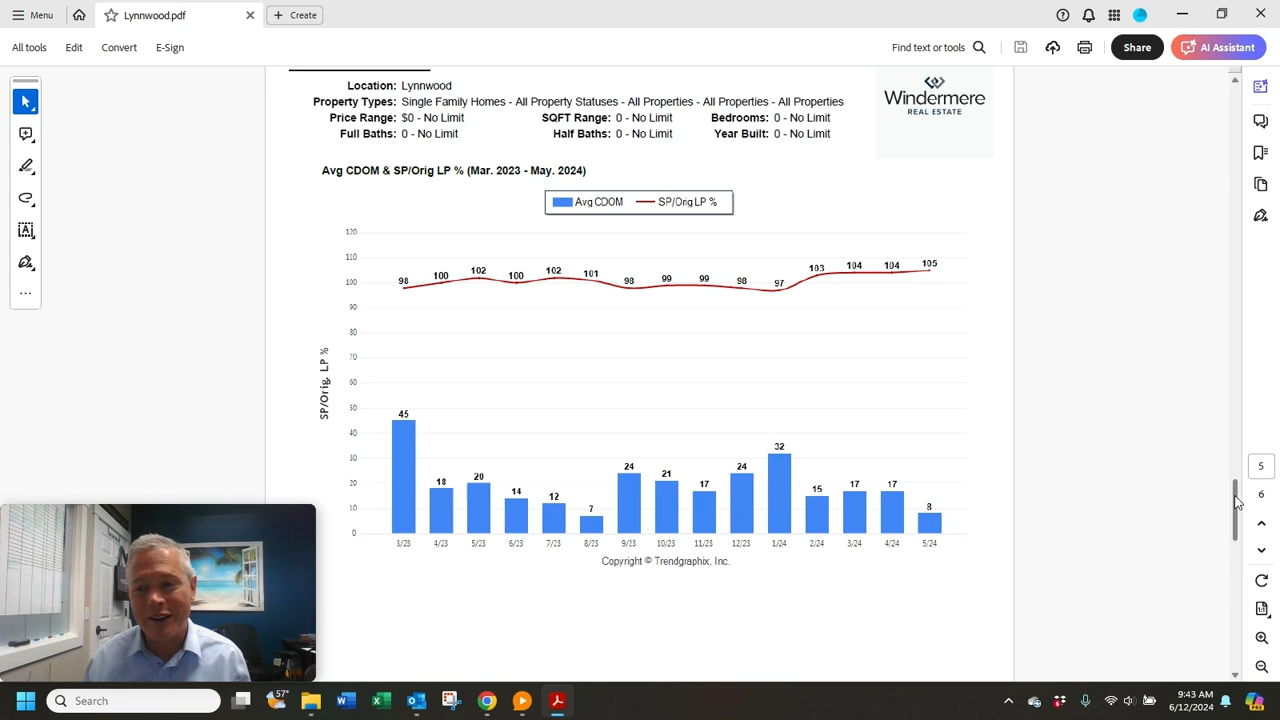 Menu
Lynnwood.pdf
Create
All tools
Edit
Convert
E-Sign
Find text or tools
Share
AI Assistant
Location: Lynnwood
Property Types: Single Family Homes - All Property Statuses - All Properties - All Properties - All Properties
Price Range: $0 - No Limit SQFT Range: 0 - No Limit Bedrooms: 0 - No Limit
Full Baths: 0 - No Limit Half Baths: 0 - No Limit Year Built: 0 - No Limit
Windermere
REAL ESTATE
Avg CDOM & SP/Orig LP % (Mar. 2023 - May. 2024)
Avg CDOM SP/Orig LP %
120
110
100
90
80
70
60
50
40
30
20
10
0
SP/Orig. LP %
98 100 102 100 102 101 98 99 99 98 97 103 104 104 105
45 18 20 14 12 7 24 21 17 24 32 15 17 17 8
3/23 4/23 5/23 6/23 7/23 8/23 9/23 10/23 11/23 12/23 1/24 2/24 3/24 4/24 5/24
Copyright © Trendgraphix, Inc.
5
6
Search
57°
9:43 AM
6/12/2024